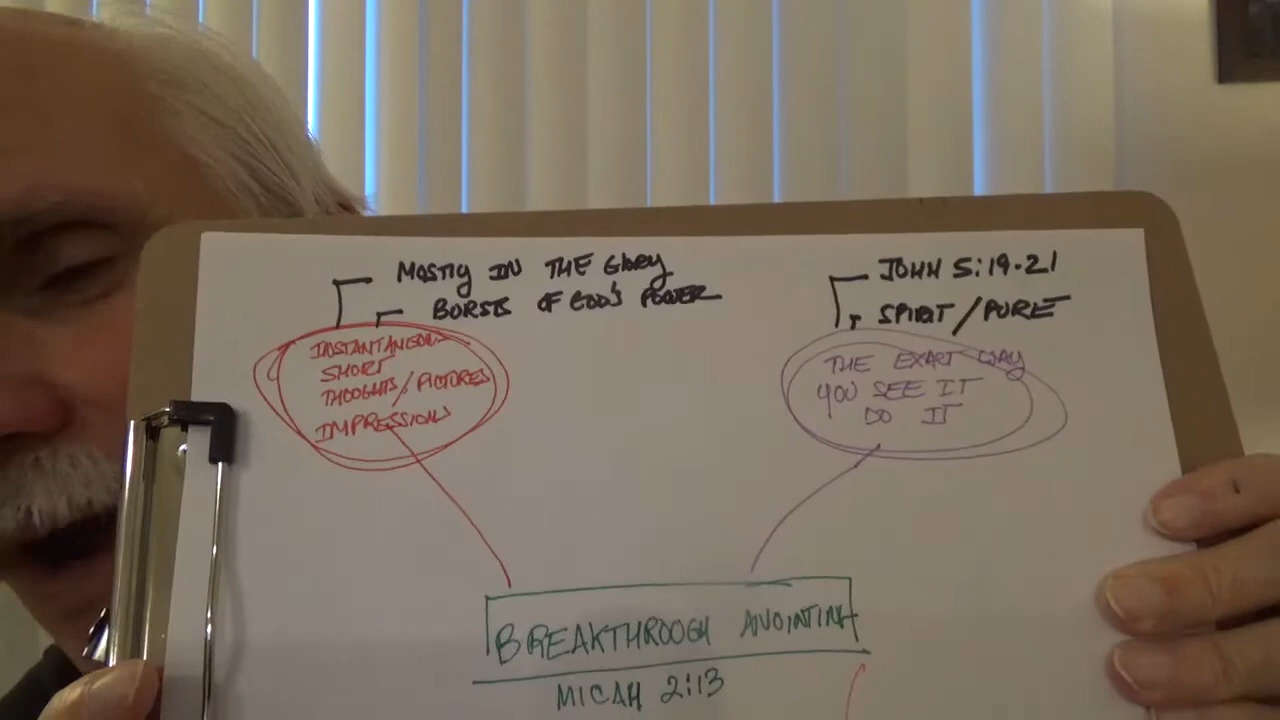 MOSTLY IN THE GLORY
BURSTS OF GOD'S POWER
INSTANTANEOUS
SHORT
THOUGHTS/PICTURES
IMPRESSIONS
JOHN 5:19-21
SPIRIT/PURE
THE EXACT WAY
YOU SEE IT
DO IT
BREAKTHROUGH ANOINTING
MICAH 2:13